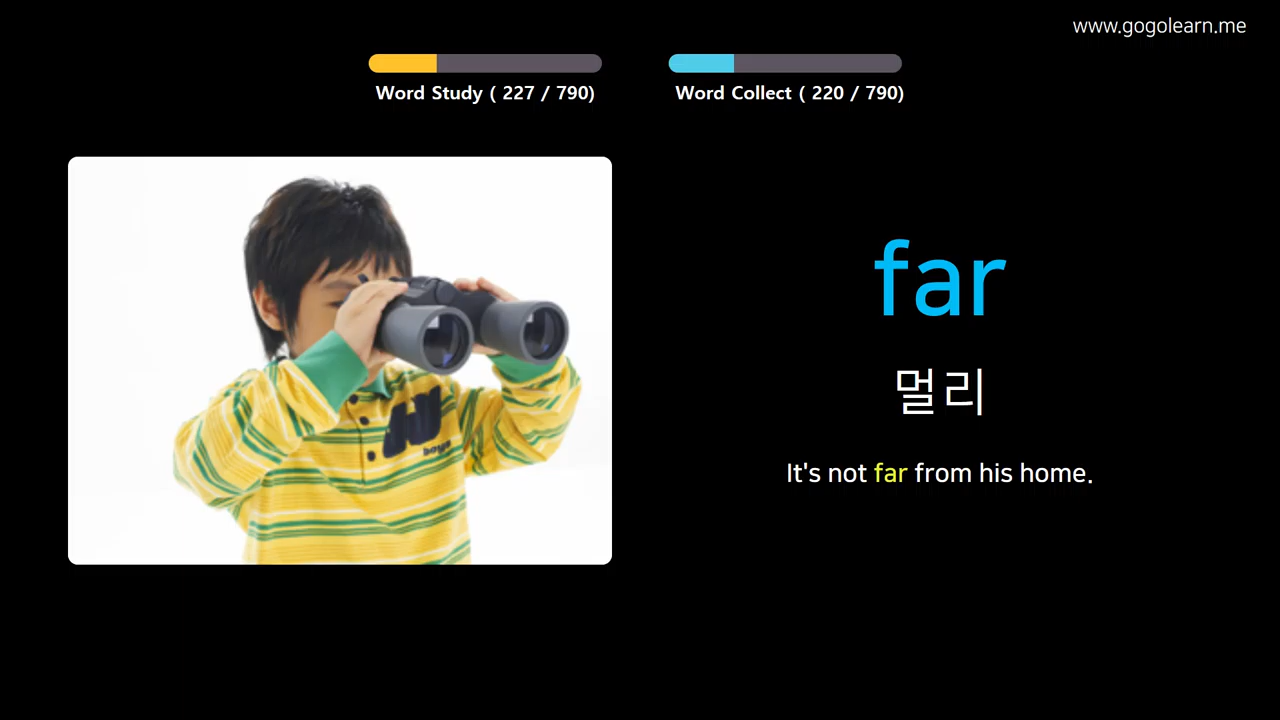 www.gogolearn.me
Word Study ( 227 / 790)
Word Collect ( 220 / 790)
far
멀리
It's not far from his home.